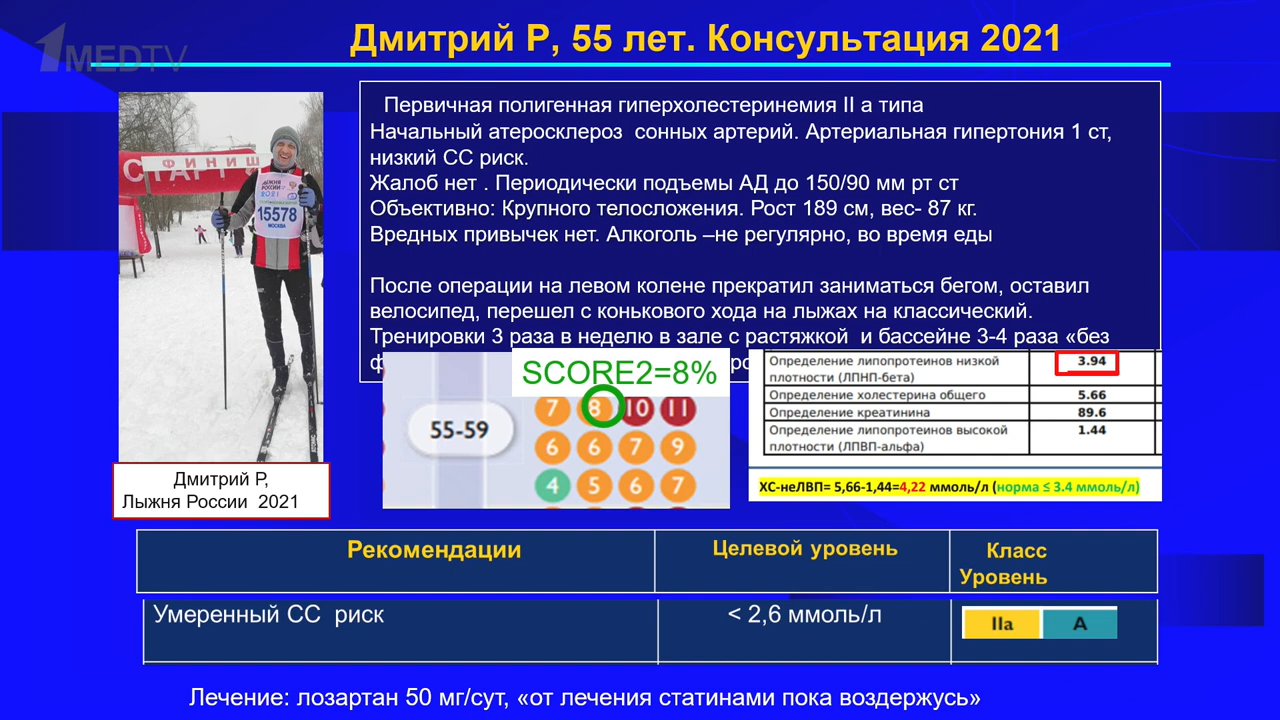 1MEDTV
Дмитрий Р, 55 лет. Консультация 2021
Первичная полигенная гиперхолестеринемия II а типа
Начальный атеросклероз сонных артерий. Артериальная гипертония 1 ст,
низкий СС риск.
Жалоб нет . Периодически подъемы АД до 150/90 мм рт ст
Объективно: Крупного телосложения. Рост 189 см, вес- 87 кг.
Вредных привычек нет. Алкоголь –не регулярно, во время еды
После операции на левом колене прекратил заниматься бегом, оставил
велосипед, перешел с конькового хода на лыжах на классический.
Тренировки 3 раза в неделю в зале с растяжкой и бассейне 3-4 раза «без
СТАРТ
ФИНИШ
ЛЫЖНЯ
РОССИИ
2021
15578
МОСКВА
Дмитрий Р,
Лыжня России 2021
SCORE2=8%
55-59
7 8 10 11
6 6 7 9
4 5 6 7
Определение липопротеинов низкой 3.94
плотности (ЛПНП-бета)
Определение холестерина общего 5.66
Определение креатинина 89.6
Определение липопротеинов высокой 1.44
плотности (ЛПВП-альфа)
ХС-неЛВП= 5,66-1,44=4,22 ммоль/л (норма ≤ 3.4 ммоль/л)
Рекомендации Целевой уровень Класс
Уровень
Умеренный СС риск < 2,6 ммоль/л IIa A
Лечение: лозартан 50 мг/сут, «от лечения статинами пока воздержусь»